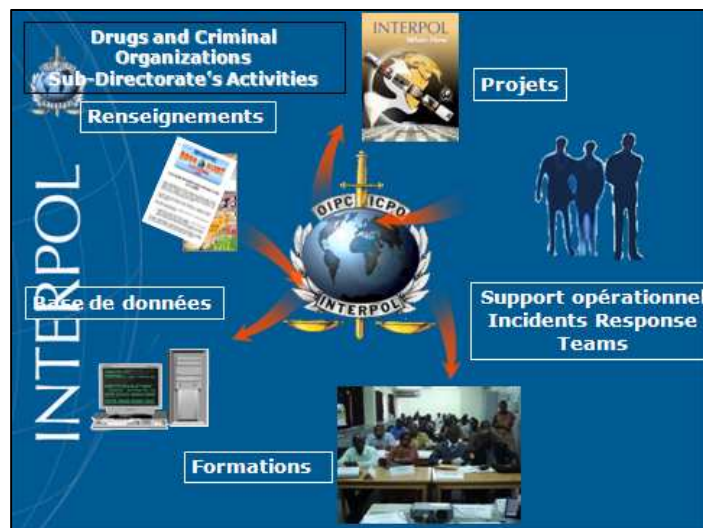 Drugs and Criminal
Organizations
Sub-Directorate's Activities
INTERPOL
Projets
Renseignements
OIPC ICPO
INTERPOL
Base de données
Support opérationnel
Incidents Response
Teams
Formations
INTERPOL